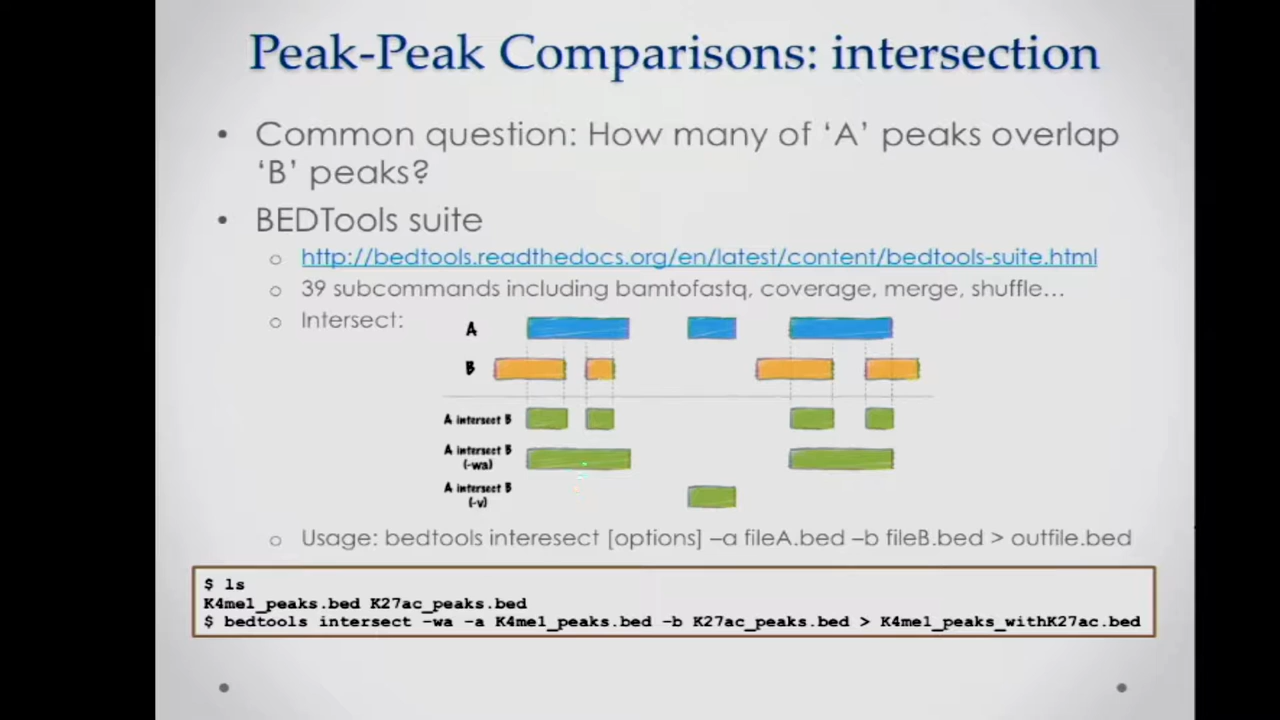 Peak-Peak Comparisons: intersection
• Common question: How many of ‘A’ peaks overlap
‘B’ peaks?
• BEDTools suite
o http://bedtools.readthedocs.org/en/latest/content/bedtools-suite.html
o 39 subcommands including bamtofastq, coverage, merge, shuffle…
o Intersect:
A
B
A intersect B
A intersect B
(-wa)
A intersect B
(-v)
o Usage: bedtools interesect [options] –a fileA.bed –b fileB.bed > outfile.bed
$ ls
K4me1_peaks.bed K27ac_peaks.bed
$ bedtools intersect –wa –a K4me1_peaks.bed –b K27ac_peaks.bed > K4me1_peaks_withK27ac.bed